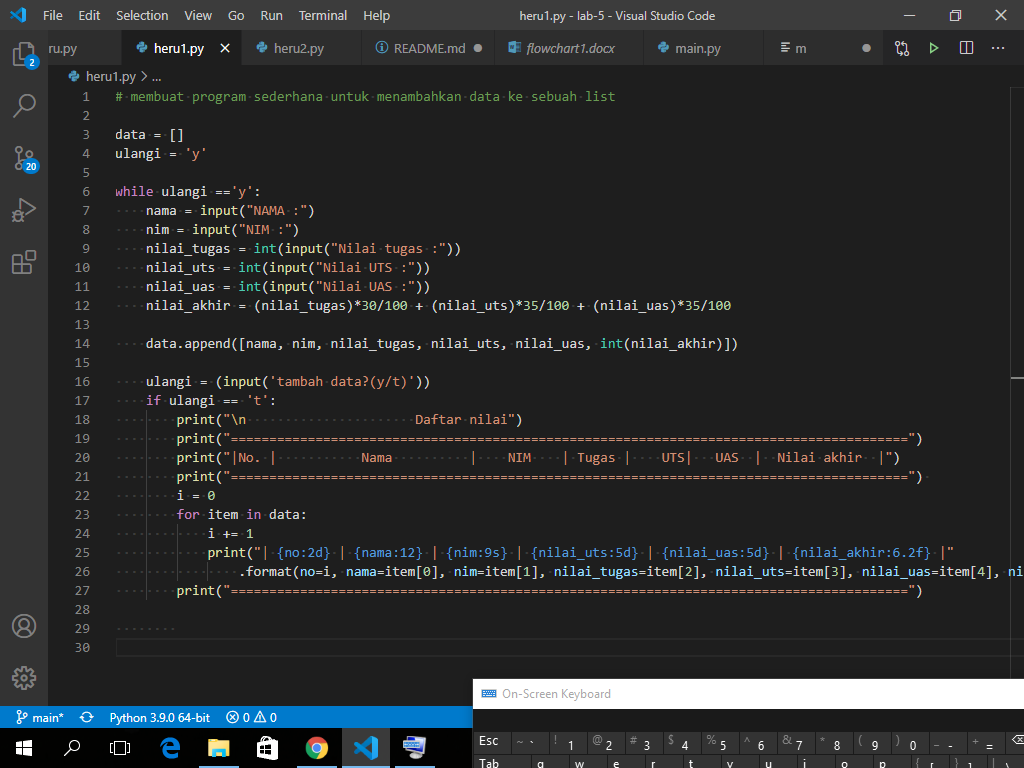 File Edit Selection View Go Run Terminal Help heru1.py - lab-5 - Visual Studio Code
ru.py heru1.py heru2.py README.md flowchart1.docx main.py m
2
heru1.py > ...
1 # membuat program sederhana untuk menambahkan data ke sebuah list
2
3 data = []
4 ulangi = 'y'
5
6 while ulangi =='y':
7 nama = input("NAMA :")
8 nim = input("NIM :")
9 nilai_tugas = int(input("Nilai tugas :"))
10 nilai_uts = int(input("Nilai UTS :"))
11 nilai_uas = int(input("Nilai UAS :"))
12 nilai_akhir = (nilai_tugas)*30/100 + (nilai_uts)*35/100 + (nilai_uas)*35/100
13
14 data.append([nama, nim, nilai_tugas, nilai_uts, nilai_uas, int(nilai_akhir)])
15
16 ulangi = (input('tambah data?(y/t)'))
17 if ulangi == 't':
18 print("\n                      Daftar nilai")
19 print("========================================================================================")
20 print("|No. |           Nama          |    NIM    | Tugas |    UTS|   UAS  |  Nilai akhir  |")
21 print("========================================================================================")
22 i = 0
23 for item in data:
24 i += 1
25 print("| {no:2d} | {nama:12} | {nim:9s} | {nilai_uts:5d} | {nilai_uas:5d} | {nilai_akhir:6.2f} |"
26 .format(no=i, nama=item[0], nim=item[1], nilai_tugas=item[2], nilai_uts=item[3], nilai_uas=item[4], ni
27 print("========================================================================================")
28
29
30
20
main* Python 3.9.0 64-bit 0 0
On-Screen Keyboard
Esc ~ ` ! 1 @ 2 # 3 $ 4 % 5 ^ 6 & 7 * 8 ( 9 ) 0 _ - + =
Tab q w e r t y u i o p { [ } ] | \